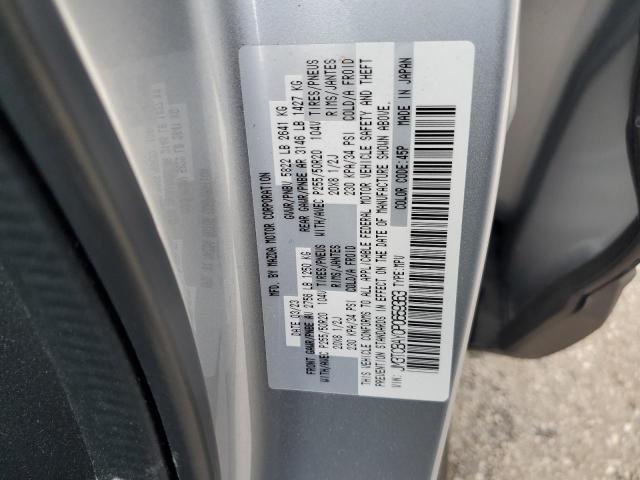 MFD. BY MAZDA MOTOR CORPORATION
DATE: 03/23 GVWR/PNBV 5822 LB 2641 KG
FRONT GAWR/PNBE AV 2756 LB 1250 KG REAR GAWR/PNBE AR 3146 LB 1427 KG
WITH/AVEC P255/50R20 104V TIRES/PNEUS WITH/AVEC P255/50R20 104V TIRES/PNEUS
20X8 1/2J RIMS/JANTES 20X8 1/2J RIMS/JANTES
230 KPA/34 PSI COLD/A FROID 230 KPA/34 PSI COLD/A FROID
THIS VEHICLE CONFORMS TO ALL APPLICABLE FEDERAL MOTOR VEHICLE SAFETY AND THEFT
PREVENTION STANDARDS IN EFFECT ON THE DATE OF MANUFACTURE SHOWN ABOVE.
MADE IN JAPAN
VIN: TYPE:MPV COLOR CODE:45P